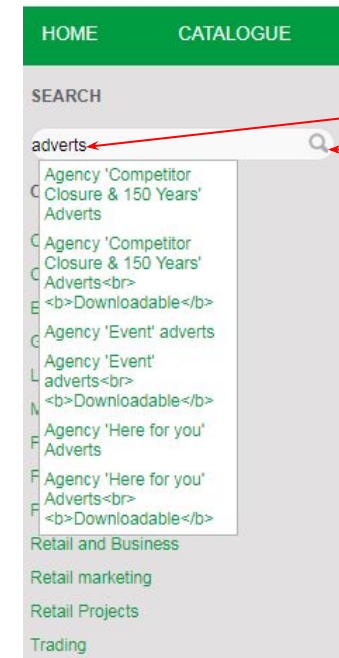 HOME CATALOGUE
SEARCH
adverts
Agency 'Competitor
Closure & 150 Years'
Adverts
Agency 'Competitor
Closure & 150 Years'
Adverts<br>
<b>Downloadable</b>
Agency 'Event' adverts
Agency 'Event'
adverts<br>
<b>Downloadable</b>
Agency 'Here for you'
Adverts
Agency 'Here for you'
Adverts<br>
<b>Downloadable</b>
Retail and Business
Retail marketing
Retail Projects
Trading